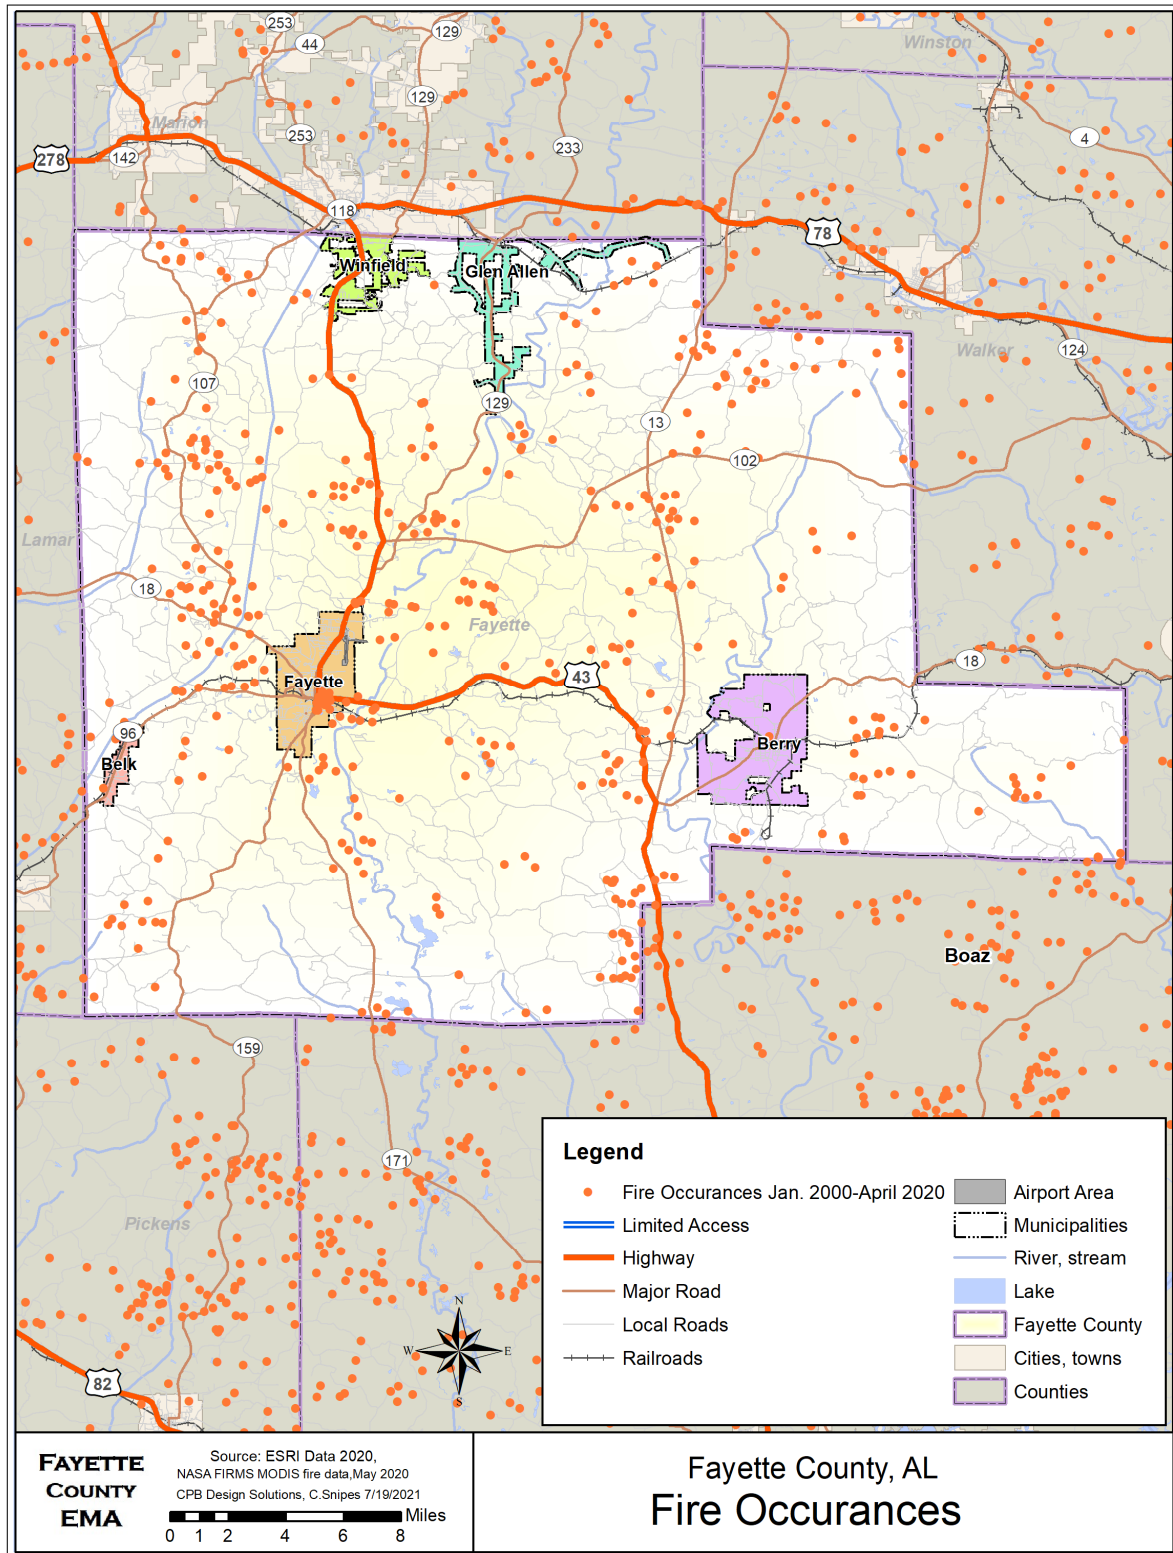 253
44
129
Winston
129
Marion
253
142
278
233
4
118
78
Winfield
Glen Allen
Walker
124
107
129
13
102
Lamar
18
Fayette
18
Fayette
43
96
Belk
Berry
Boaz
159
171
Pickens
82
N
W
E
S
Legend
Fire Occurances Jan. 2000-April 2020
Limited Access
Highway
Major Road
Local Roads
Railroads
Airport Area
Municipalities
River, stream
Lake
Fayette County
Cities, towns
Counties
FAYETTE
COUNTY
EMA
Source: ESRI Data 2020,
NASA FIRMS MODIS fire data,May 2020
CPB Design Solutions, C.Snipes 7/19/2021
Miles
0 1 2 4 6 8
Fayette County, AL
Fire Occurances